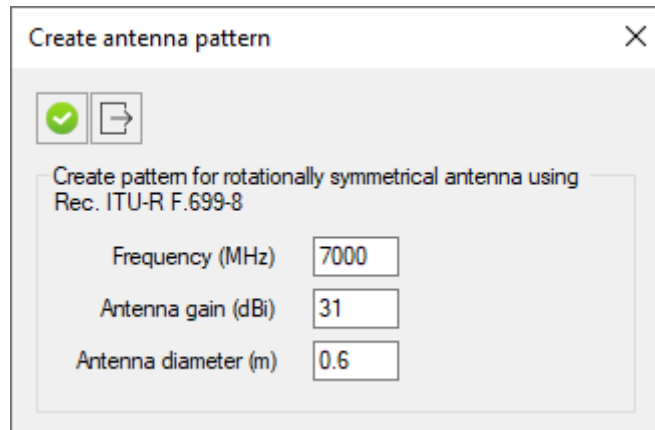 Create antenna pattern
Create pattern for rotationally symmetrical antenna using
Rec. ITU-R F.699-8
Frequency (MHz) 7000
Antenna gain (dBi) 31
Antenna diameter (m) 0.6